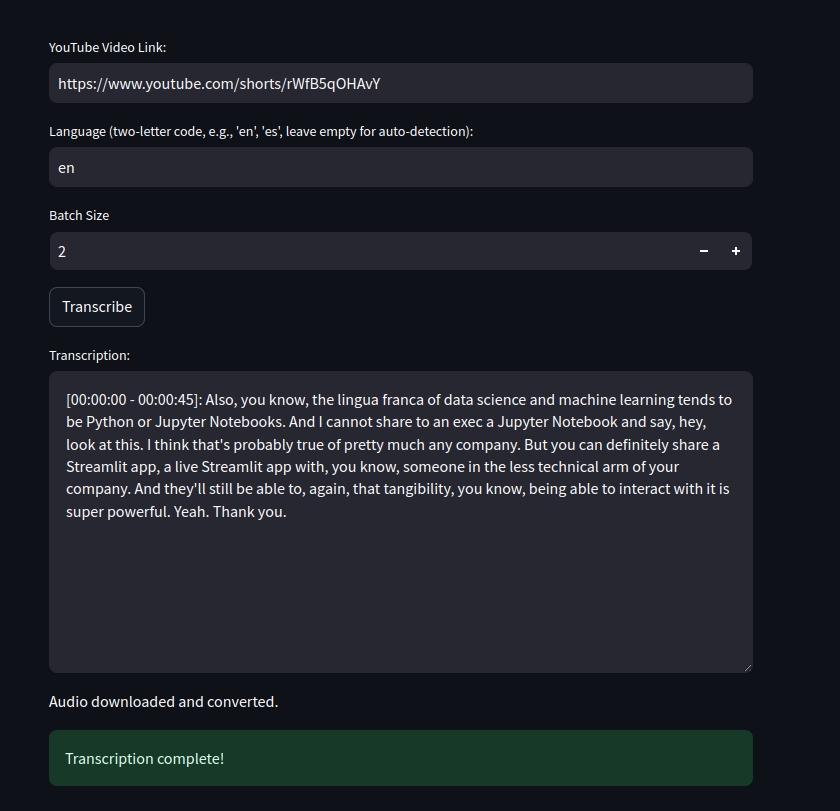 YouTube Video Link:
https://www.youtube.com/shorts/rWfB5qOHAvY
Language (two-letter code, e.g., 'en', 'es', leave empty for auto-detection):
en
Batch Size
2 − +
Transcribe
Transcription:
[00:00:00 - 00:00:45]: Also, you know, the lingua franca of data science and machine learning tends to
be Python or Jupyter Notebooks. And I cannot share to an exec a Jupyter Notebook and say, hey,
look at this. I think that's probably true of pretty much any company. But you can definitely share a
Streamlit app, a live Streamlit app with, you know, someone in the less technical arm of your
company. And they'll still be able to, again, that tangibility, you know, being able to interact with it is
super powerful. Yeah. Thank you.
Audio downloaded and converted.
Transcription complete!